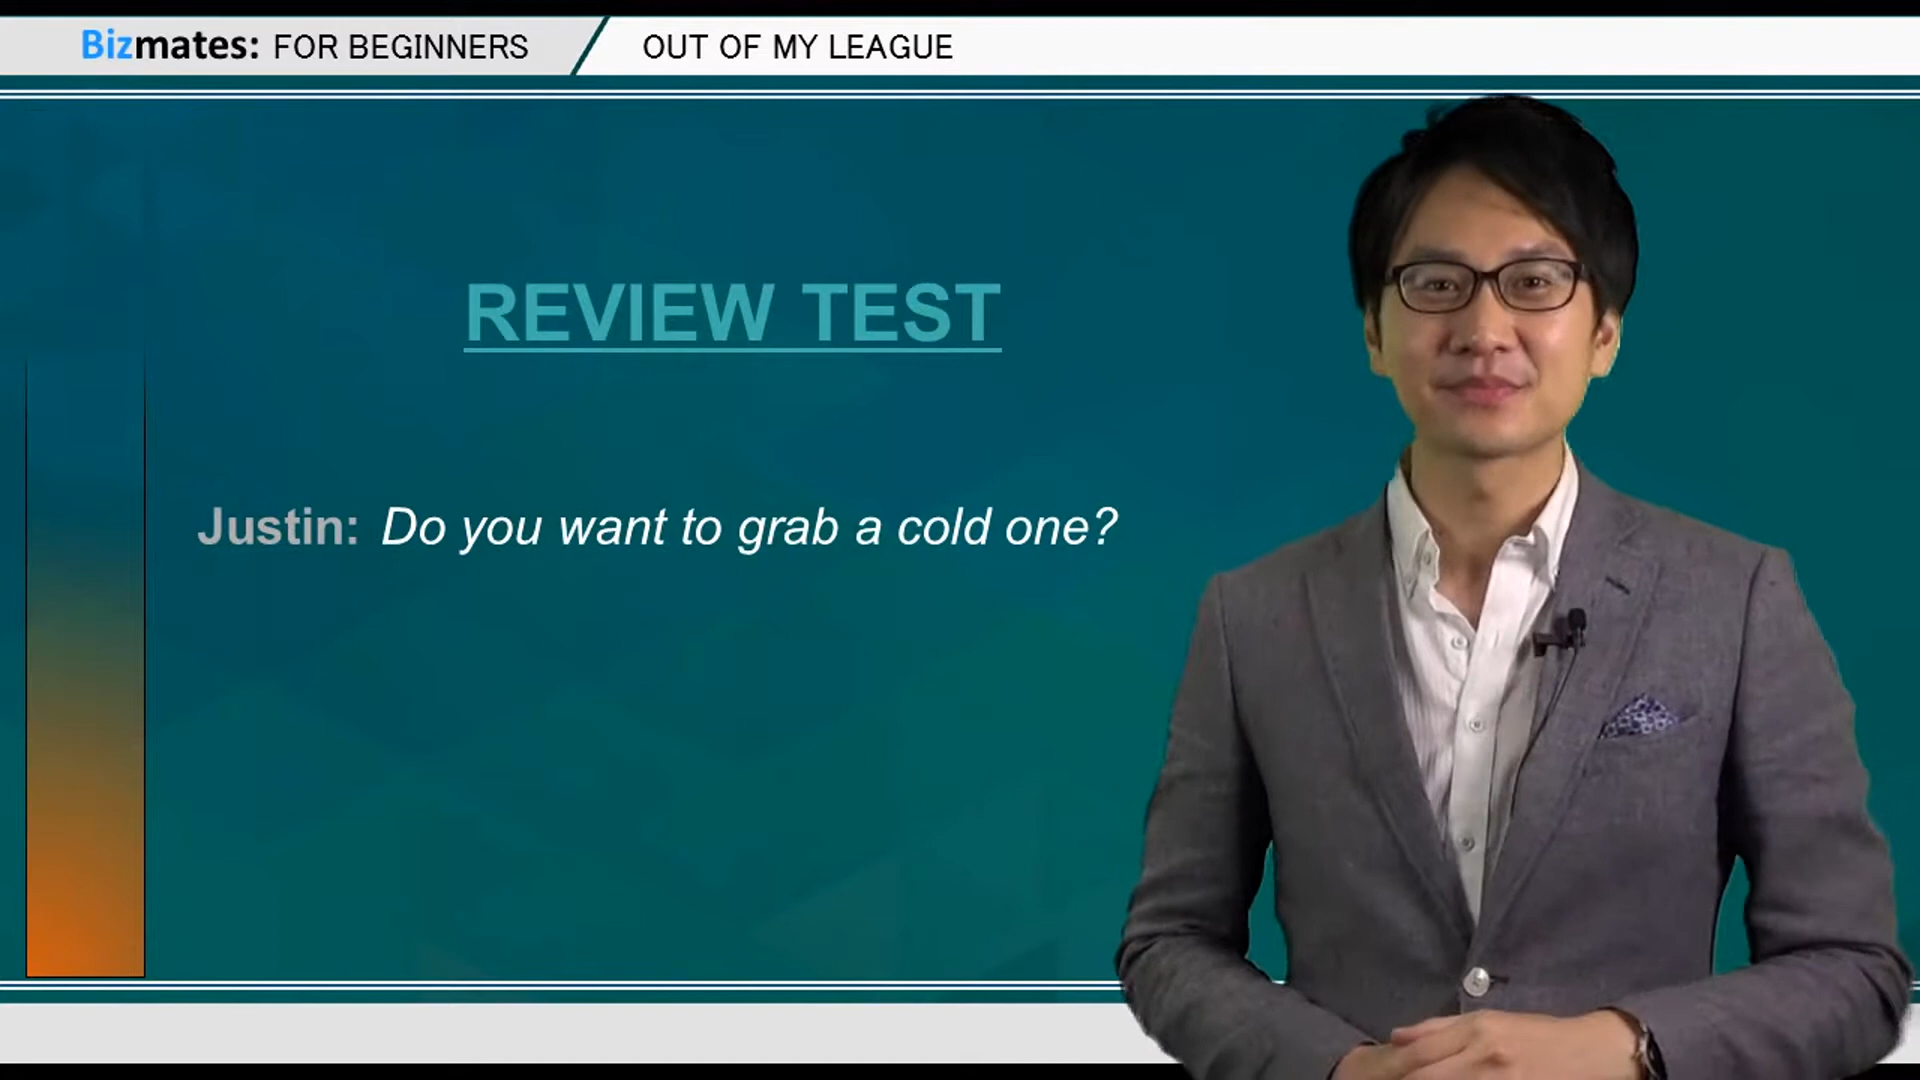 Bizmates: FOR BEGINNERS
OUT OF MY LEAGUE
REVIEW TEST
Justin: Do you want to grab a cold one?